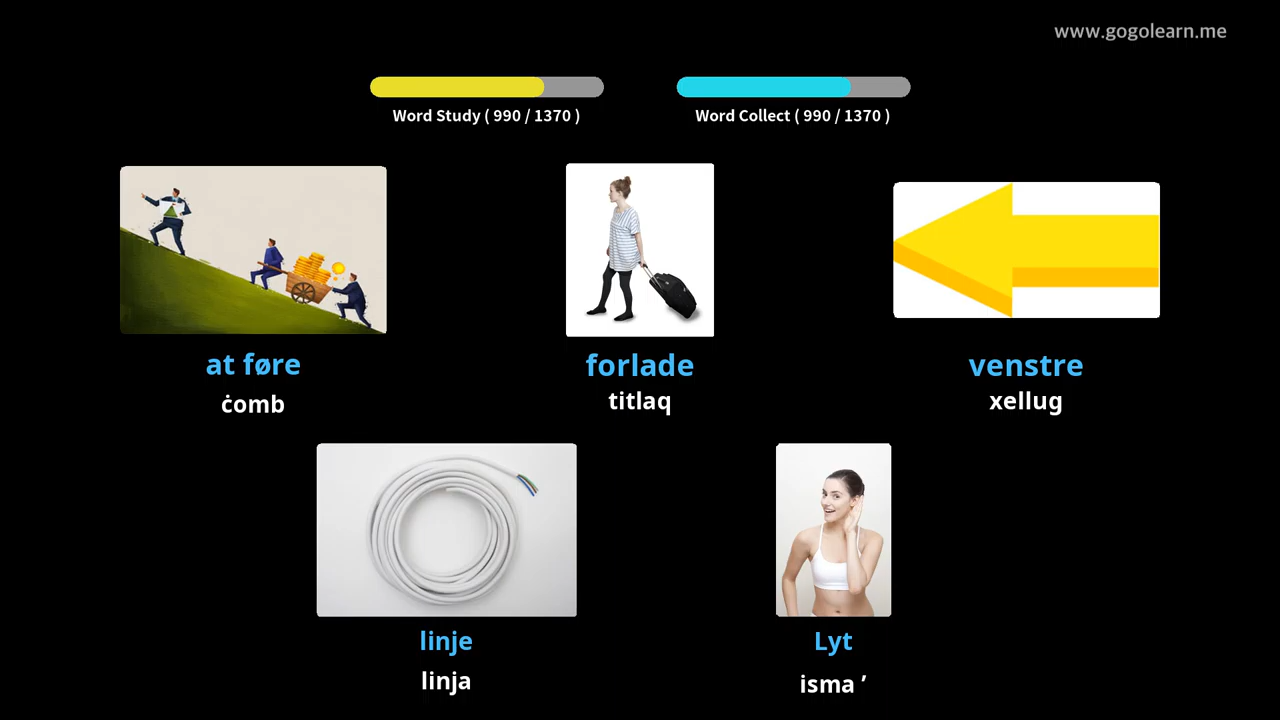 www.gogolearn.me
Word Study ( 990 / 1370 )
Word Collect ( 990 / 1370 )
at føre
ċomb
forlade
titlaq
venstre
xellug
linje
linja
Lyt
isma ’